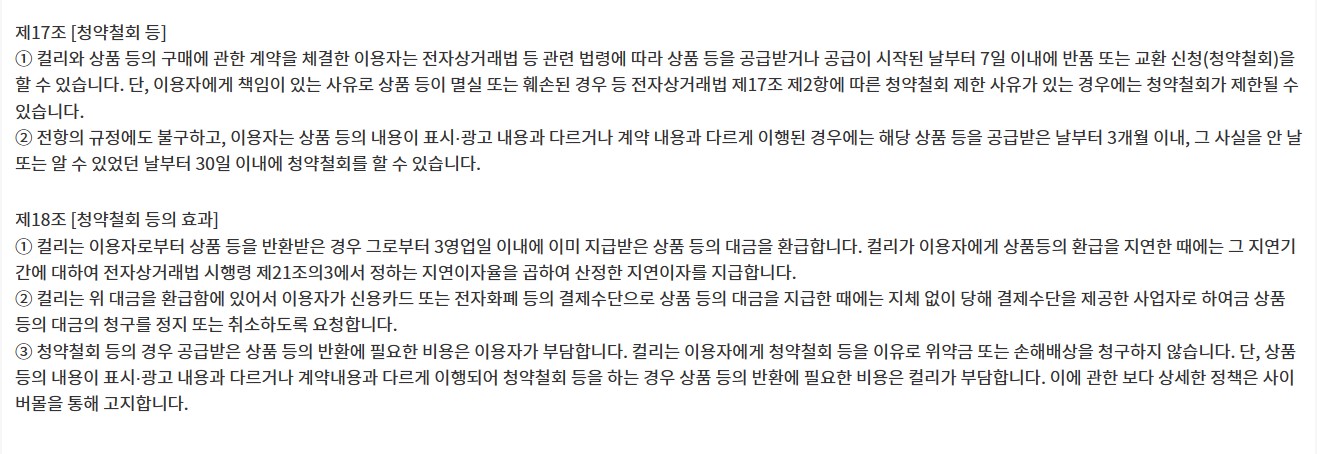 제17조 [청약철회 등]
① 컬리와 상품 등의 구매에 관한 계약을 체결한 이용자는 전자상거래법 등 관련 법령에 따라 상품 등을 공급받거나 공급이 시작된 날부터 7일 이내에 반품 또는 교환 신청(청약철회)을
할 수 있습니다. 단, 이용자에게 책임이 있는 사유로 상품 등이 멸실 또는 훼손된 경우 등 전자상거래법 제17조 제2항에 따른 청약철회 제한 사유가 있는 경우에는 청약철회가 제한될 수
있습니다.
② 전항의 규정에도 불구하고, 이용자는 상품 등의 내용이 표시·광고 내용과 다르거나 계약 내용과 다르게 이행된 경우에는 해당 상품 등을 공급받은 날부터 3개월 이내, 그 사실을 안 날
또는 알 수 있었던 날부터 30일 이내에 청약철회를 할 수 있습니다.
제18조 [청약철회 등의 효과]
① 컬리는 이용자로부터 상품 등을 반환받은 경우 그로부터 3영업일 이내에 이미 지급받은 상품 등의 대금을 환급합니다. 컬리가 이용자에게 상품등의 환급을 지연한 때에는 그 지연기
간에 대하여 전자상거래법 시행령 제21조의3에서 정하는 지연이자율을 곱하여 산정한 지연이자를 지급합니다.
② 컬리는 위 대금을 환급함에 있어서 이용자가 신용카드 또는 전자화폐 등의 결제수단으로 상품 등의 대금을 지급한 때에는 지체 없이 당해 결제수단을 제공한 사업자로 하여금 상품
등의 대금의 청구를 정지 또는 취소하도록 요청합니다.
③ 청약철회 등의 경우 공급받은 상품 등의 반환에 필요한 비용은 이용자가 부담합니다. 컬리는 이용자에게 청약철회 등을 이유로 위약금 또는 손해배상을 청구하지 않습니다. 단, 상품
등의 내용이 표시·광고 내용과 다르거나 계약내용과 다르게 이행되어 청약철회 등을 하는 경우 상품 등의 반환에 필요한 비용은 컬리가 부담합니다. 이에 관한 보다 상세한 정책은 사이
버몰을 통해 고지합니다.